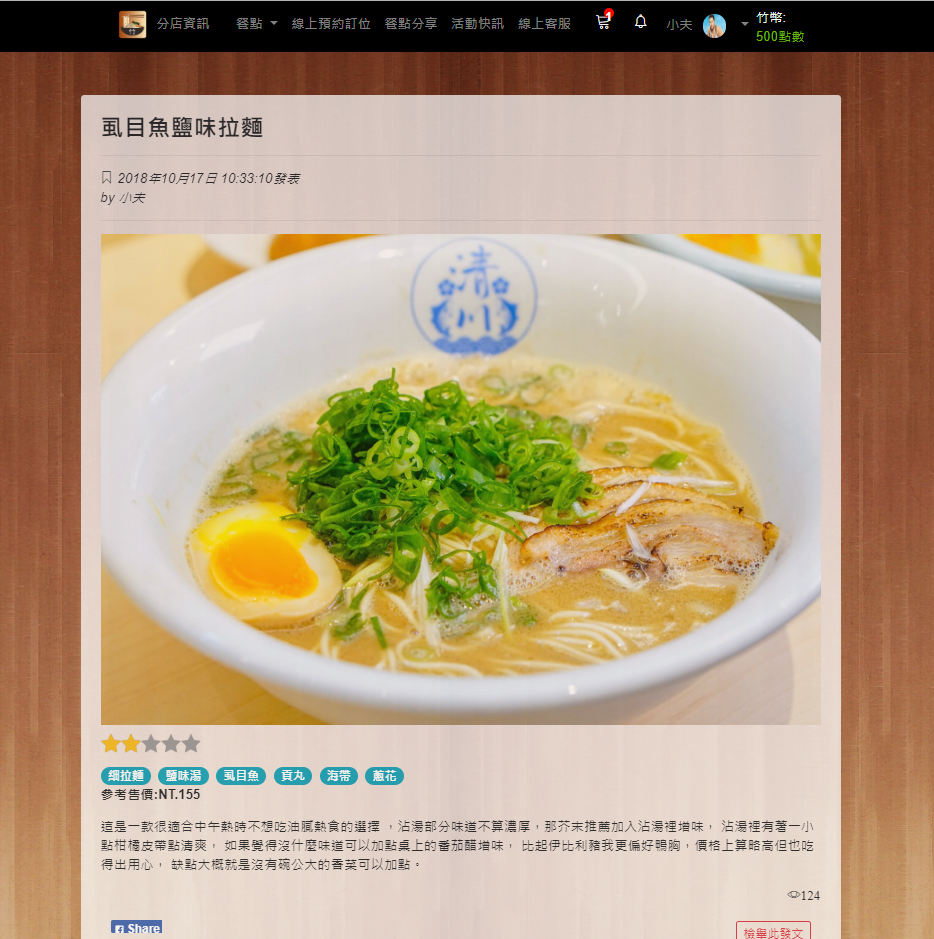 分店資訊 餐點 線上預約訂位 餐點分享 活動快訊 線上客服 1 小夫 竹幣:
500點數
虱目魚鹽味拉麵
2018年10月17日 10:33:10發表
by 小夫
清
川
細拉麵 鹽味湯 虱目魚 貢丸 海帶 蔥花
參考售價:NT.155
這是一款很適合中午熱時不想吃油膩熱食的選擇 ，沾湯部分味道不算濃厚，那芥末推薦加入沾湯裡增味， 沾湯裡有著一小
點柑橘皮帶點清爽， 如果覺得沒什麼味道可以加點桌上的番茄醋增味， 比起伊比利豬我更偏好鴨胸，價格上算略高但也吃
得出用心， 缺點大概就是沒有碗公大的香菜可以加點。
124
Share
檢舉此發文